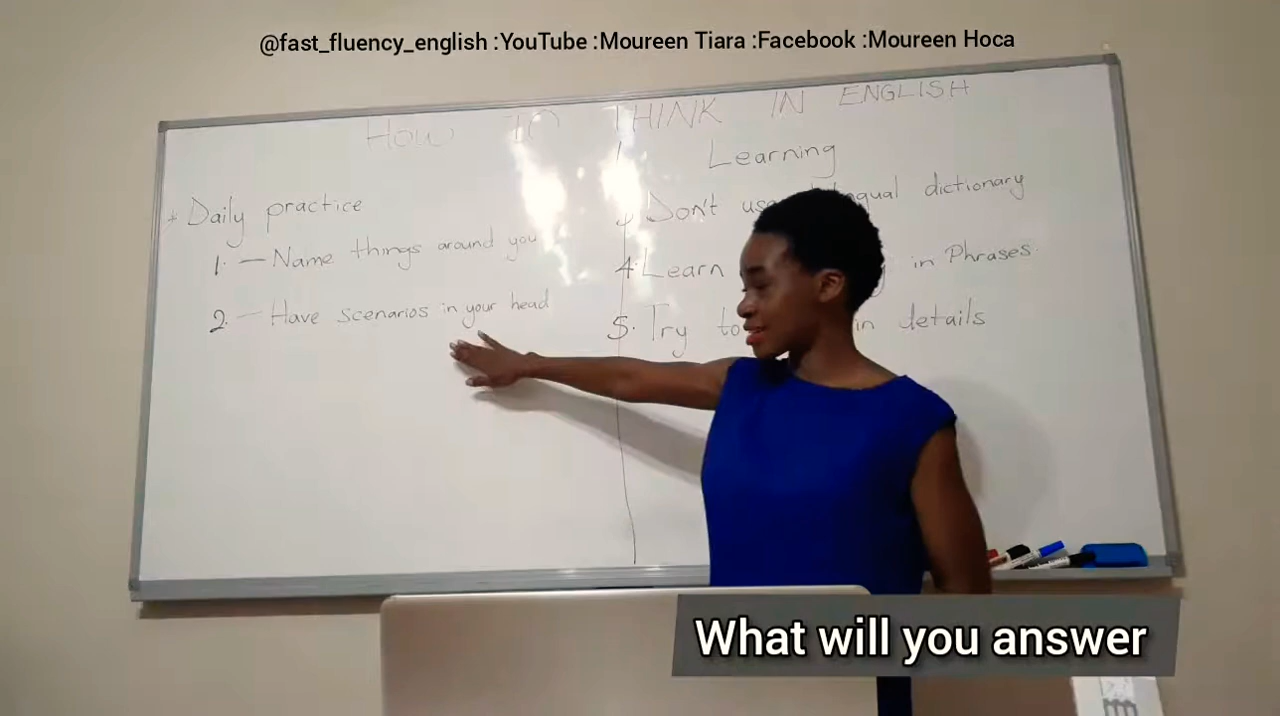 @fast_fluency_english :YouTube :Moureen Tiara :Facebook :Moureen Hoca
HOW TO THINK IN ENGLISH
* Daily practice
1. — Name things around you
2. — Have scenarios in your head
Learning
3 Don't use dictionary
4. Learn in Phrases.
5. Try to in details
What will you answer